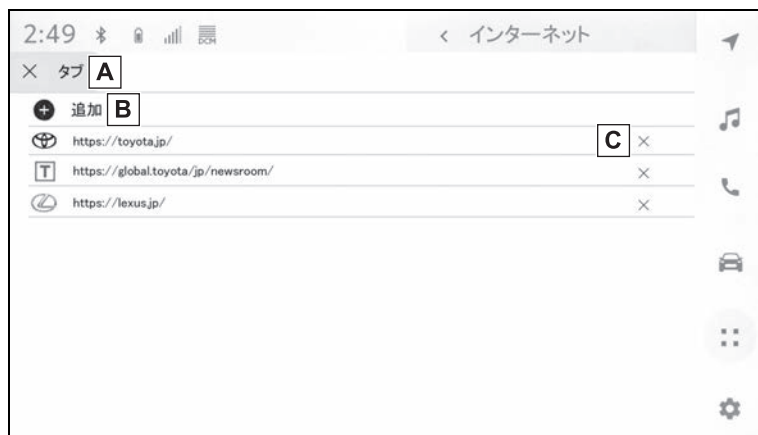 2:49 DCM < インターネット
× タブ A
追加 B
https://toyota.jp/ C ×
T https://global.toyota/jp/newsroom/ ×
https://lexus.jp/ ×